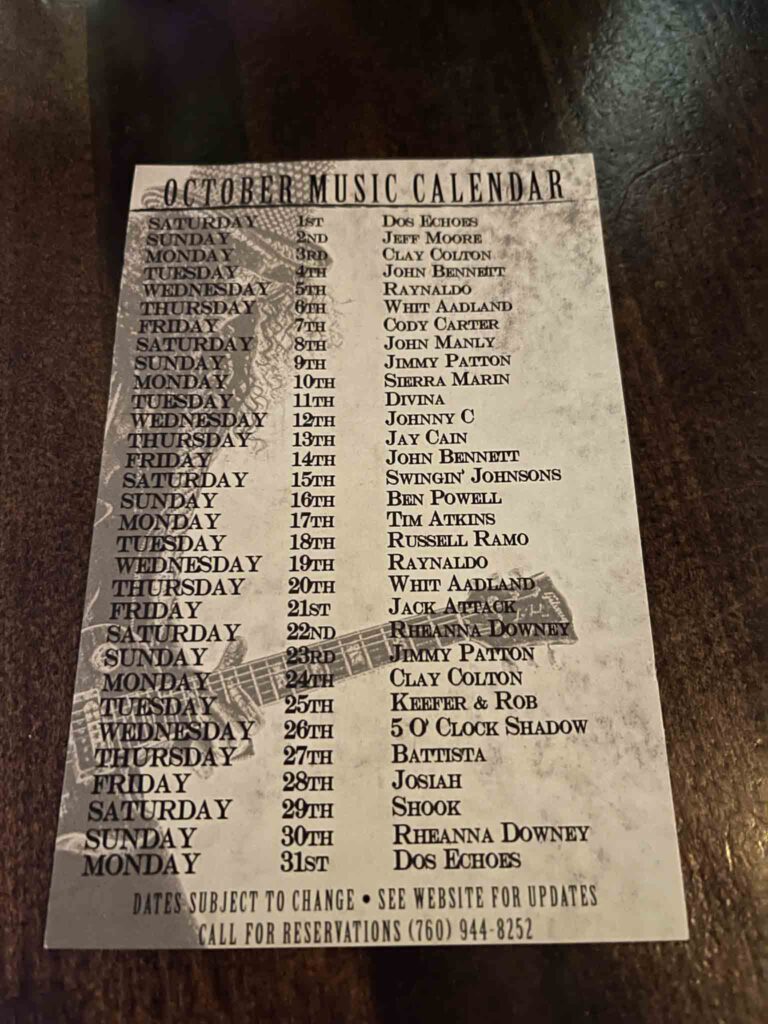 OCTOBER MUSIC CALENDAR
SATURDAY 1ST DOS ECHOES
SUNDAY 2ND JEFF MOORE
MONDAY 3RD CLAY COLTON
TUESDAY 4TH JOHN BENNETT
WEDNESDAY 5TH RAYNALDO
THURSDAY 6TH WHIT AADLAND
FRIDAY 7TH CODY CARTER
SATURDAY 8TH JOHN MANLY
SUNDAY 9TH JIMMY PATTON
MONDAY 10TH SIERRA MARIN
TUESDAY 11TH DIVINA
WEDNESDAY 12TH JOHNNY C
THURSDAY 13TH JAY CAIN
FRIDAY 14TH JOHN BENNETT
SATURDAY 15TH SWINGIN' JOHNSONS
SUNDAY 16TH BEN POWELL
MONDAY 17TH TIM ATKINS
TUESDAY 18TH RUSSELL RAMO
WEDNESDAY 19TH RAYNALDO
THURSDAY 20TH WHIT AADLAND
FRIDAY 21ST JACK ATTACK
SATURDAY 22ND RHEANNA DOWNEY
SUNDAY 23RD JIMMY PATTON
MONDAY 24TH CLAY COLTON
TUESDAY 25TH KEEFER & ROB
WEDNESDAY 26TH 5 O' CLOCK SHADOW
THURSDAY 27TH BATTISTA
FRIDAY 28TH JOSIAH
SATURDAY 29TH SHOOK
SUNDAY 30TH RHEANNA DOWNEY
MONDAY 31ST DOS ECHOES
DATES SUBJECT TO CHANGE • SEE WEBSITE FOR UPDATES
CALL FOR RESERVATIONS (760) 944-8252